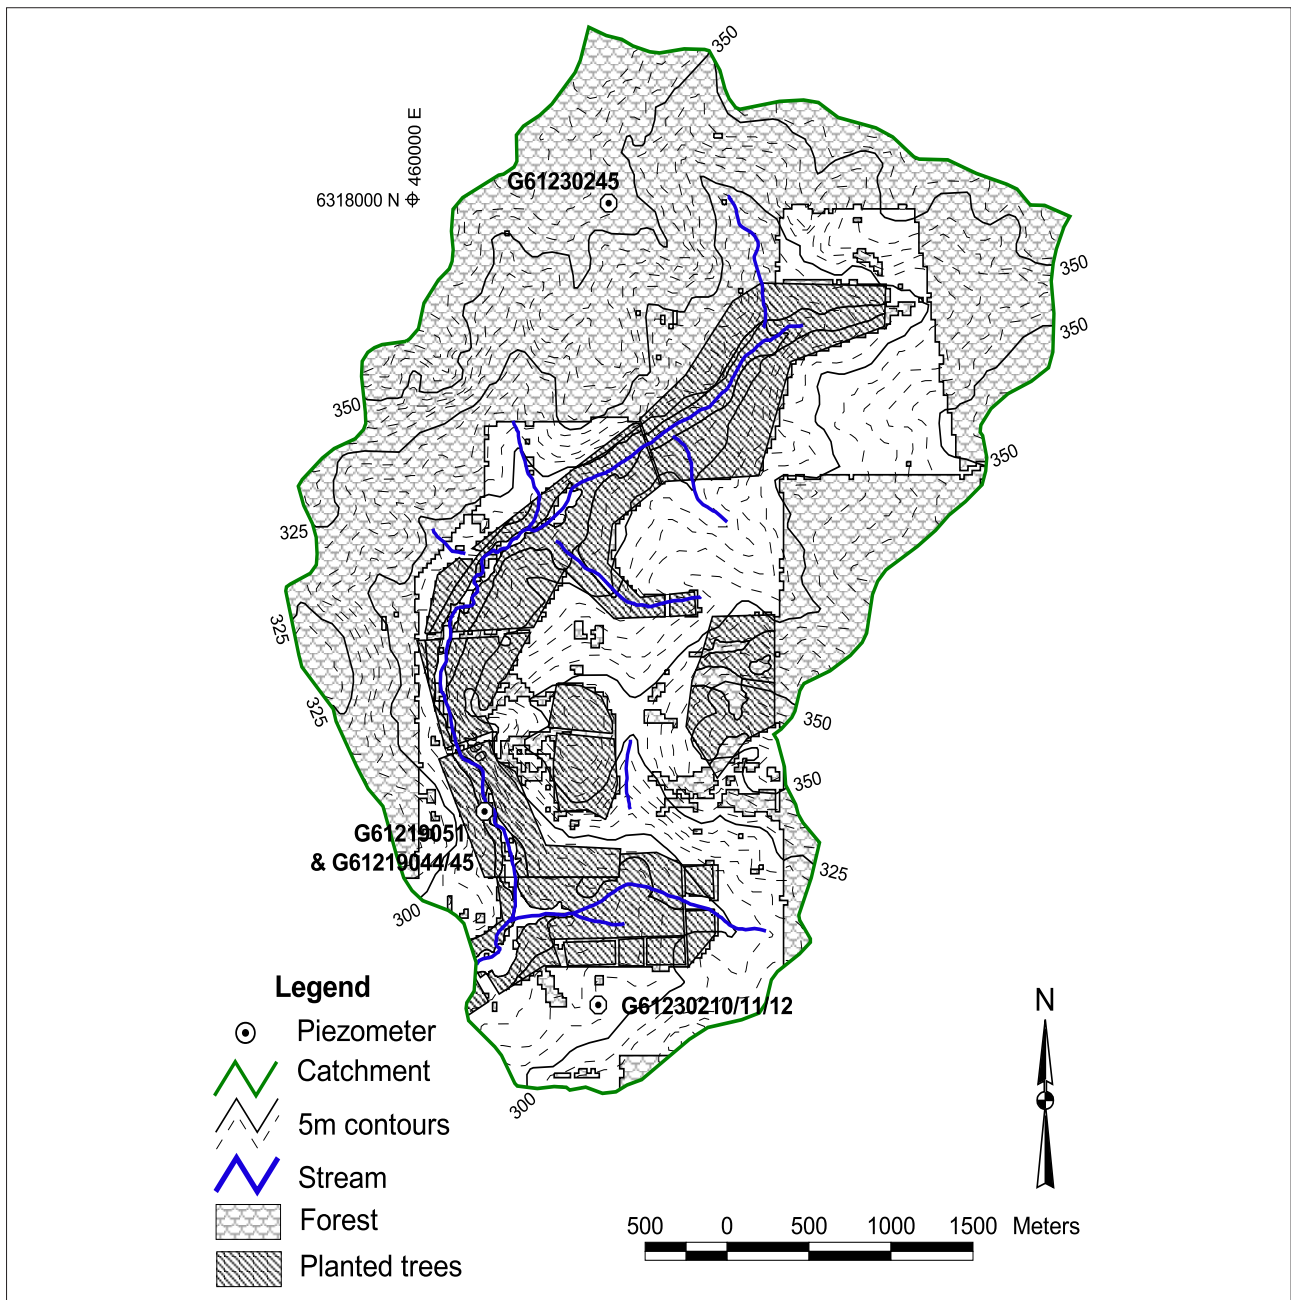 350
460000 E
6318000 N
G61230245
350
350
350
350
325
325
325
350
300
350
G61219051
& G61219044/45
325
300
G61230210/11/12
300
Legend
Piezometer
Catchment
5m contours
Stream
Forest
Planted trees
N
500 0 500 1000 1500 Meters